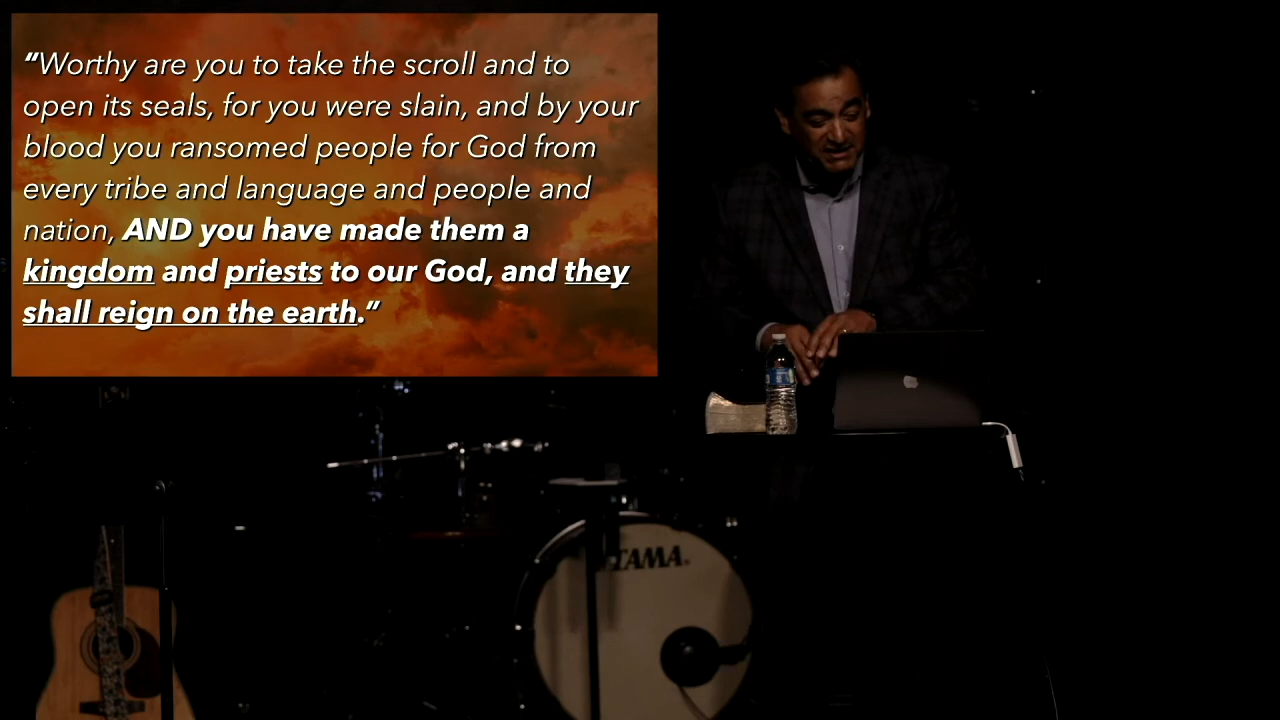 “Worthy are you to take the scroll and to
open its seals, for you were slain, and by your
blood you ransomed people for God from
every tribe and language and people and
nation, AND you have made them a
kingdom and priests to our God, and they
shall reign on the earth.”
TAMA.